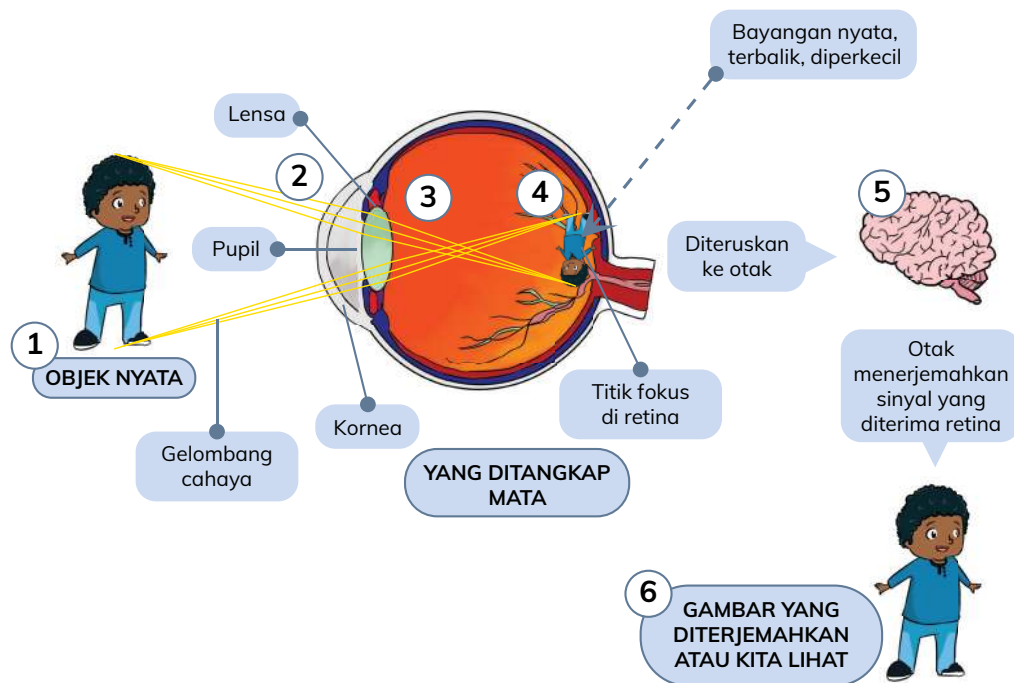 Bayangan nyata,
terbalik, diperkecil
Lensa
2
3
4
5
Pupil
Diteruskan
ke otak
1
OBJEK NYATA
Gelombang
cahaya
Kornea
Titik fokus
di retina
YANG DITANGKAP
MATA
Otak
menerjemahkan
sinyal yang
diterima retina
6
GAMBAR YANG
DITERJEMAHKAN
ATAU KITA LIHAT